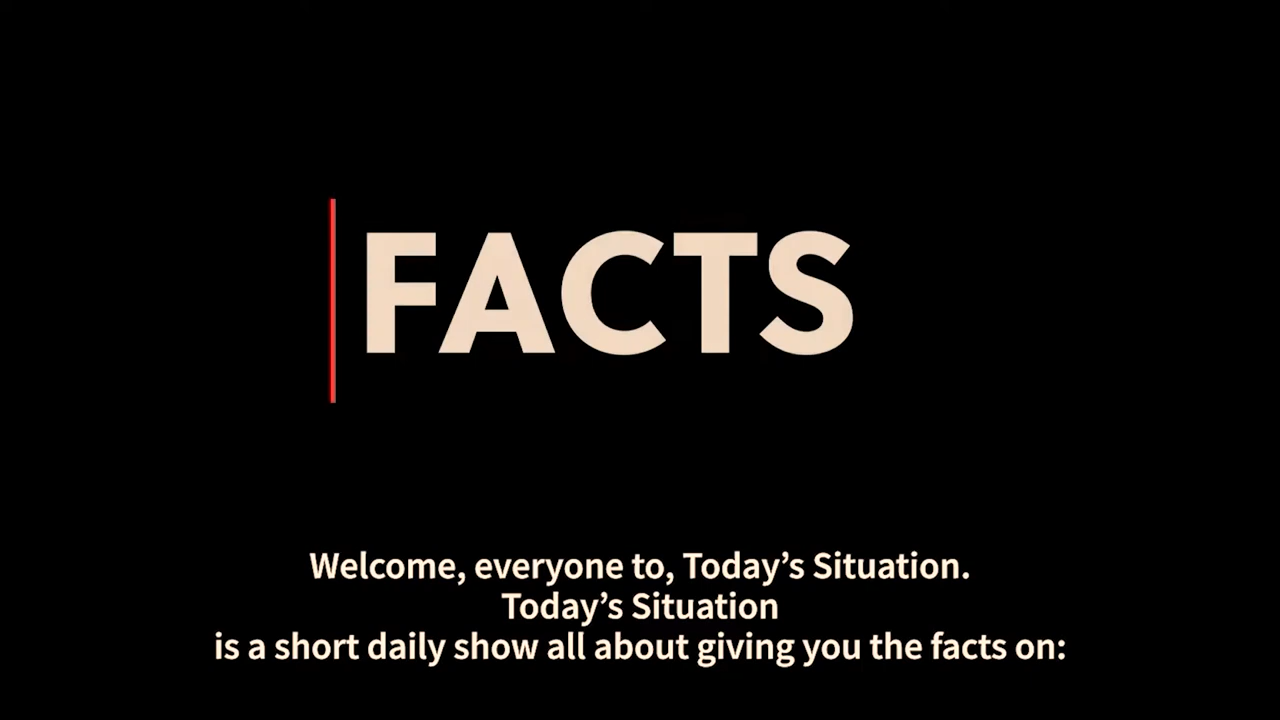 FACTS
Welcome, everyone to, Today’s Situation.
Today’s Situation
is a short daily show all about giving you the facts on: